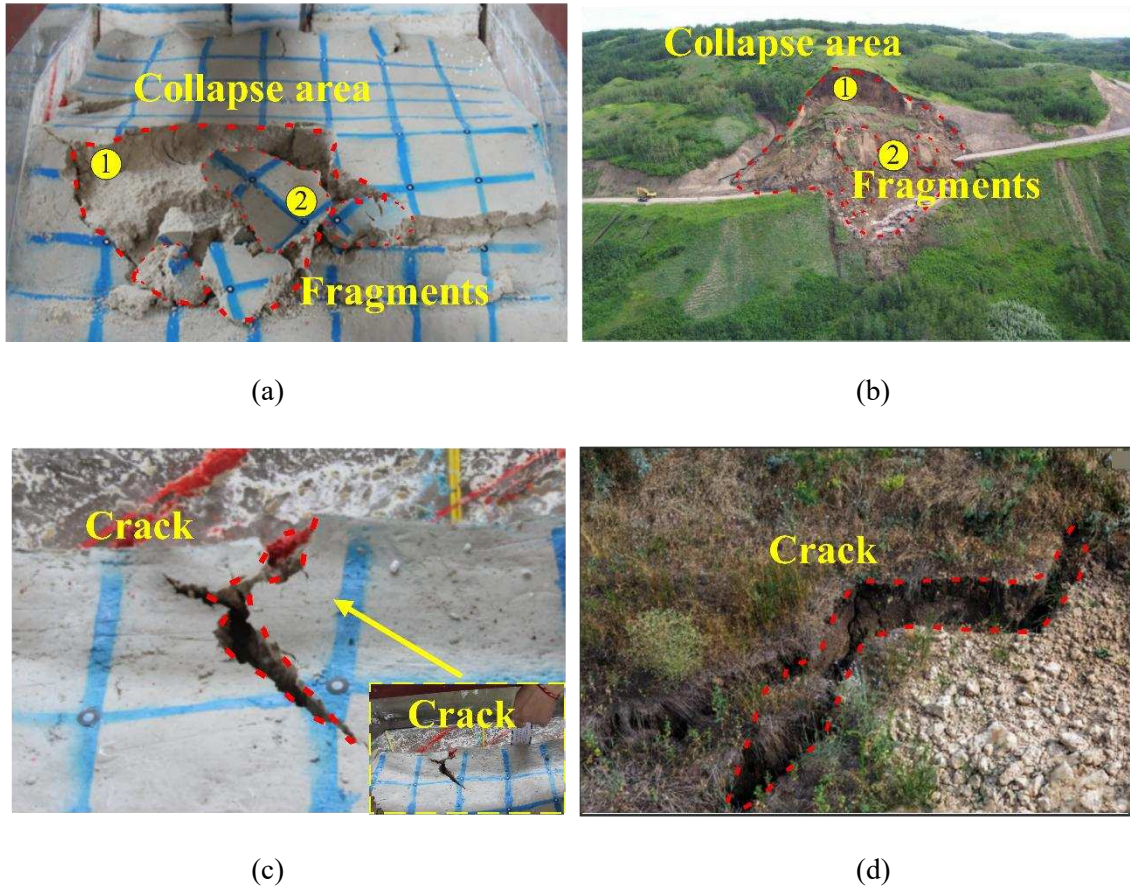 Collapse area
1
2
Fragments
(a)
Collapse area
1
2
Fragments
(b)
Crack
Crack
(c)
Crack
(d)